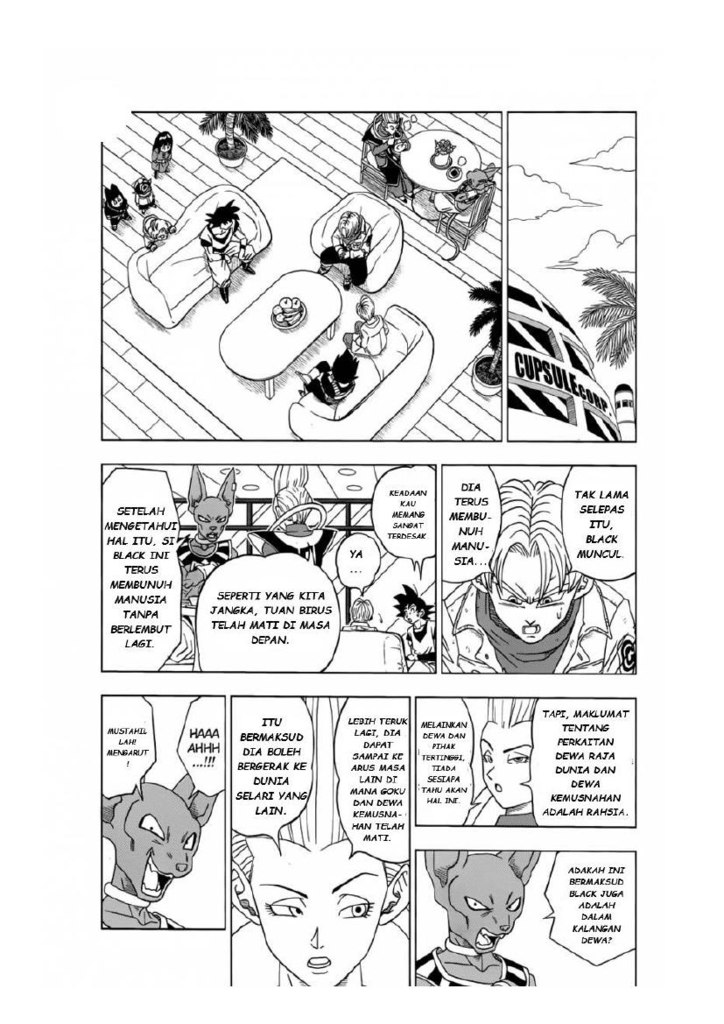 CUPSULE CORP
TAK LAMA
SELEPAS
ITU,
BLACK
MUNCUL.
DIA
TERUS
MEMBU-
NUH
MANU-
SIA...
KEADAAN
KAU
MEMANG
SANGAT
TERDESAK
YA
...
SEPERTI YANG KITA
JANGKA, TUAN BIRUS
TELAH MATI DI MASA
DEPAN.
SETELAH
MENGETAHUI
HAL ITU, SI
BLACK INI
TERUS
MEMBUNUH
MANUSIA
TANPA
BERLEMBUT
LAGI.
TAPI, MAKLUMAT
TENTANG
PERKAITAN
DEWA RAJA
DUNIA DAN
DEWA
KEMUSNAHAN
ADALAH RAHSIA.
MELAINKAN
DEWA DAN
PIHAK
TERTINGGI,
TIADA
SESIAPA
TAHU AKAN
HAL INI.
ADAKAH INI
BERMAKSUD
BLACK JUGA
ADALAH
DALAM
KALANGAN
DEWA?
LEBIH TERUK
LAGI, DIA
DAPAT
SAMPAI KE
ARUS MASA
LAIN DI
MANA GOKU
DAN DEWA
KEMUSNA-
HAN TELAH
MATI.
ITU
BERMAKSUD
DIA BOLEH
BERGERAK KE
DUNIA
SELARI YANG
LAIN.
HAAA
AHHH
...!!!
MUSTAHIL
LAH!
MENGARUT
!